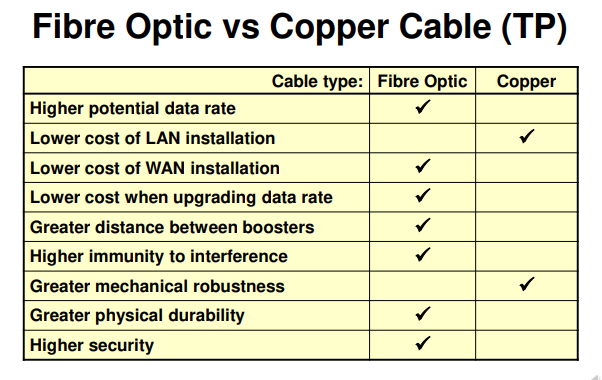 Fibre Optic vs Copper Cable (TP)
Cable type: Fibre Optic Copper
Higher potential data rate ✓
Lower cost of LAN installation ✓
Lower cost of WAN installation ✓
Lower cost when upgrading data rate ✓
Greater distance between boosters ✓
Higher immunity to interference ✓
Greater mechanical robustness ✓
Greater physical durability ✓
Higher security ✓